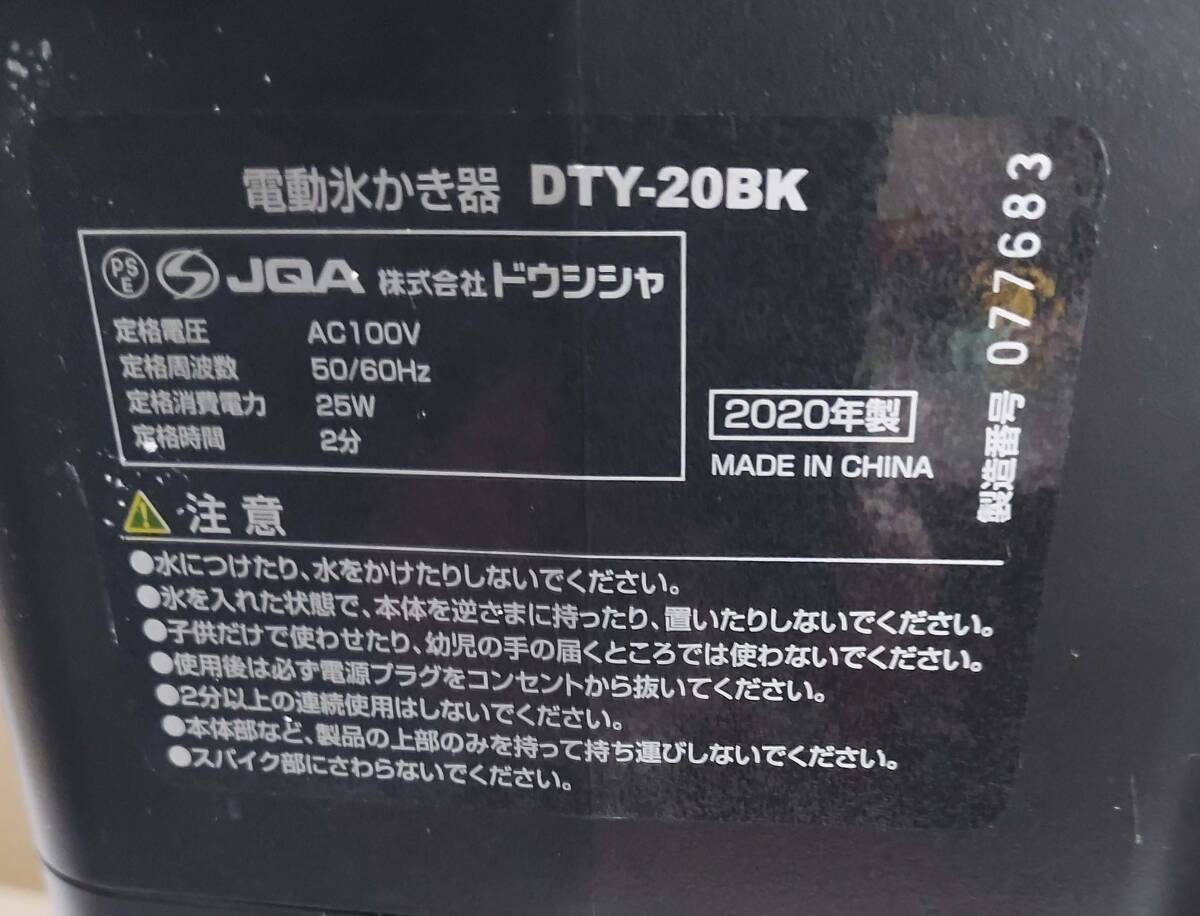 電動氷かき器 DTY-20BK
PSE JQA 株式会社ドウシシャ
定格電圧 AC100V
定格周波数 50/60Hz
定格消費電力 25W
定格時間 2分
2020年製
MADE IN CHINA
製造番号 077683
注意
●水につけたり、水をかけたりしないでください。
●氷を入れた状態で、本体を逆さまに持ったり、置いたりしないでください。
●子供だけで使わせたり、幼児の手の届くところでは使わないでください。
●使用後は必ず電源プラグをコンセントから抜いてください。
●2分以上の連続使用はしないでください。
●本体部など、製品の上部のみを持って持ち運びしないでください。
●スパイク部にさわらないでください。